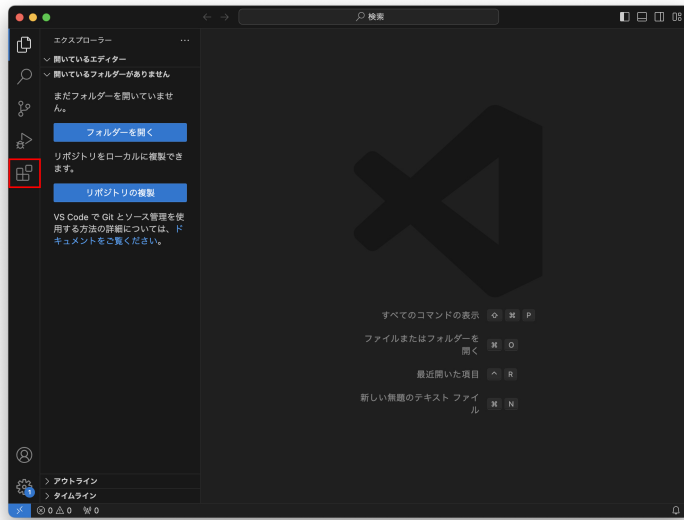 検索
エクスプローラー
開いているエディター
開いているフォルダーがありません
まだフォルダーを開いていませ
ん。
フォルダーを開く
リポジトリをローカルに複製でき
ます。
リポジトリの複製
VS Code で Git とソース管理を使
用する方法の詳細については、ド
キュメントをご覧ください。
すべてのコマンドの表示 ⇧ ⌘ P
ファイルまたはフォルダーを
開く ⌘ O
最近開いた項目 ^ R
新しい無題のテキスト ファイ
ル ⌘ N
1
アウトライン
タイムライン
0 0 0